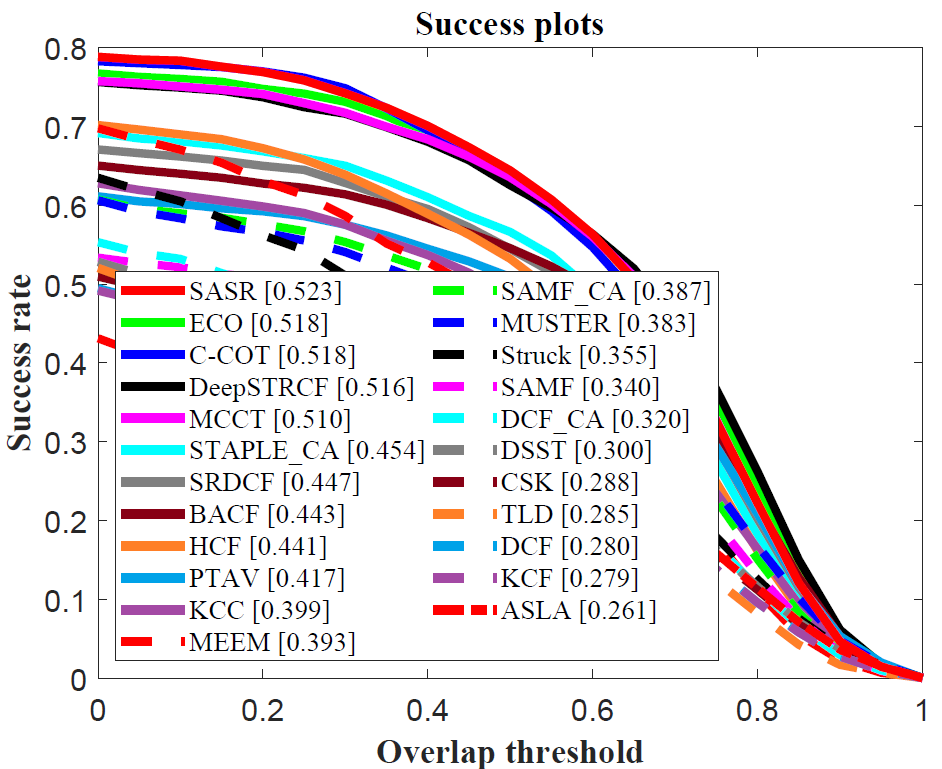 Success plots
Success rate
0.8
0.7
0.6
0.5
0.4
0.3
0.2
0.1
0
SASR [0.523]
ECO [0.518]
C-COT [0.518]
DeepSTRCF [0.516]
MCCT [0.510]
STAPLE_CA [0.454]
SRDCF [0.447]
BACF [0.443]
HCF [0.441]
PTAV [0.417]
KCC [0.399]
MEEM [0.393]
SAMF_CA [0.387]
MUSTER [0.383]
Struck [0.355]
SAMF [0.340]
DCF_CA [0.320]
DSST [0.300]
CSK [0.288]
TLD [0.285]
DCF [0.280]
KCF [0.279]
ASLA [0.261]
0 0.2 0.4 0.6 0.8 1
Overlap threshold